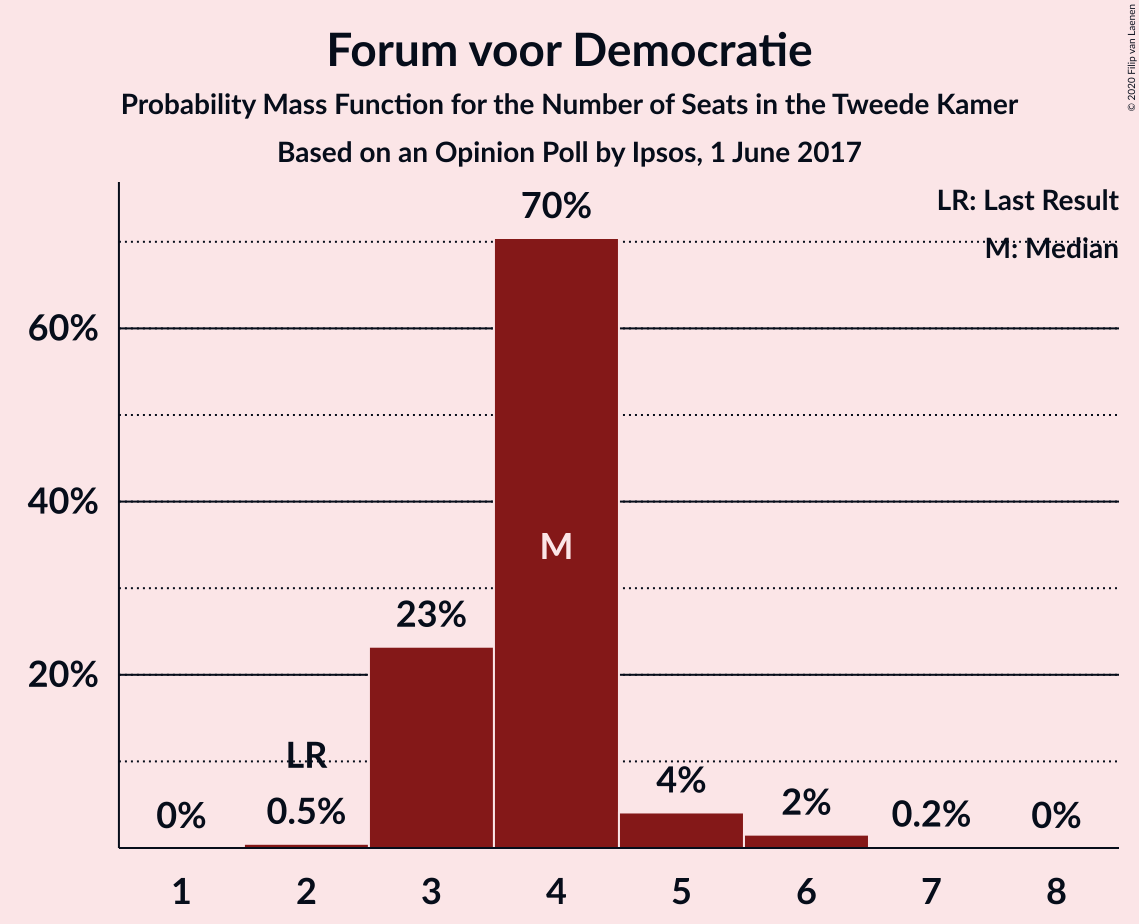 Forum voor Democratie
Probability Mass Function for the Number of Seats in the Tweede Kamer
Based on an Opinion Poll by Ipsos, 1 June 2017
© 2020 Filip van Laenen
LR: Last Result
M: Median
70%
60%
40%
M
23%
20%
LR
4%
0%
0.5%
2%
0.2%
0%
1 2 3 4 5 6 7 8